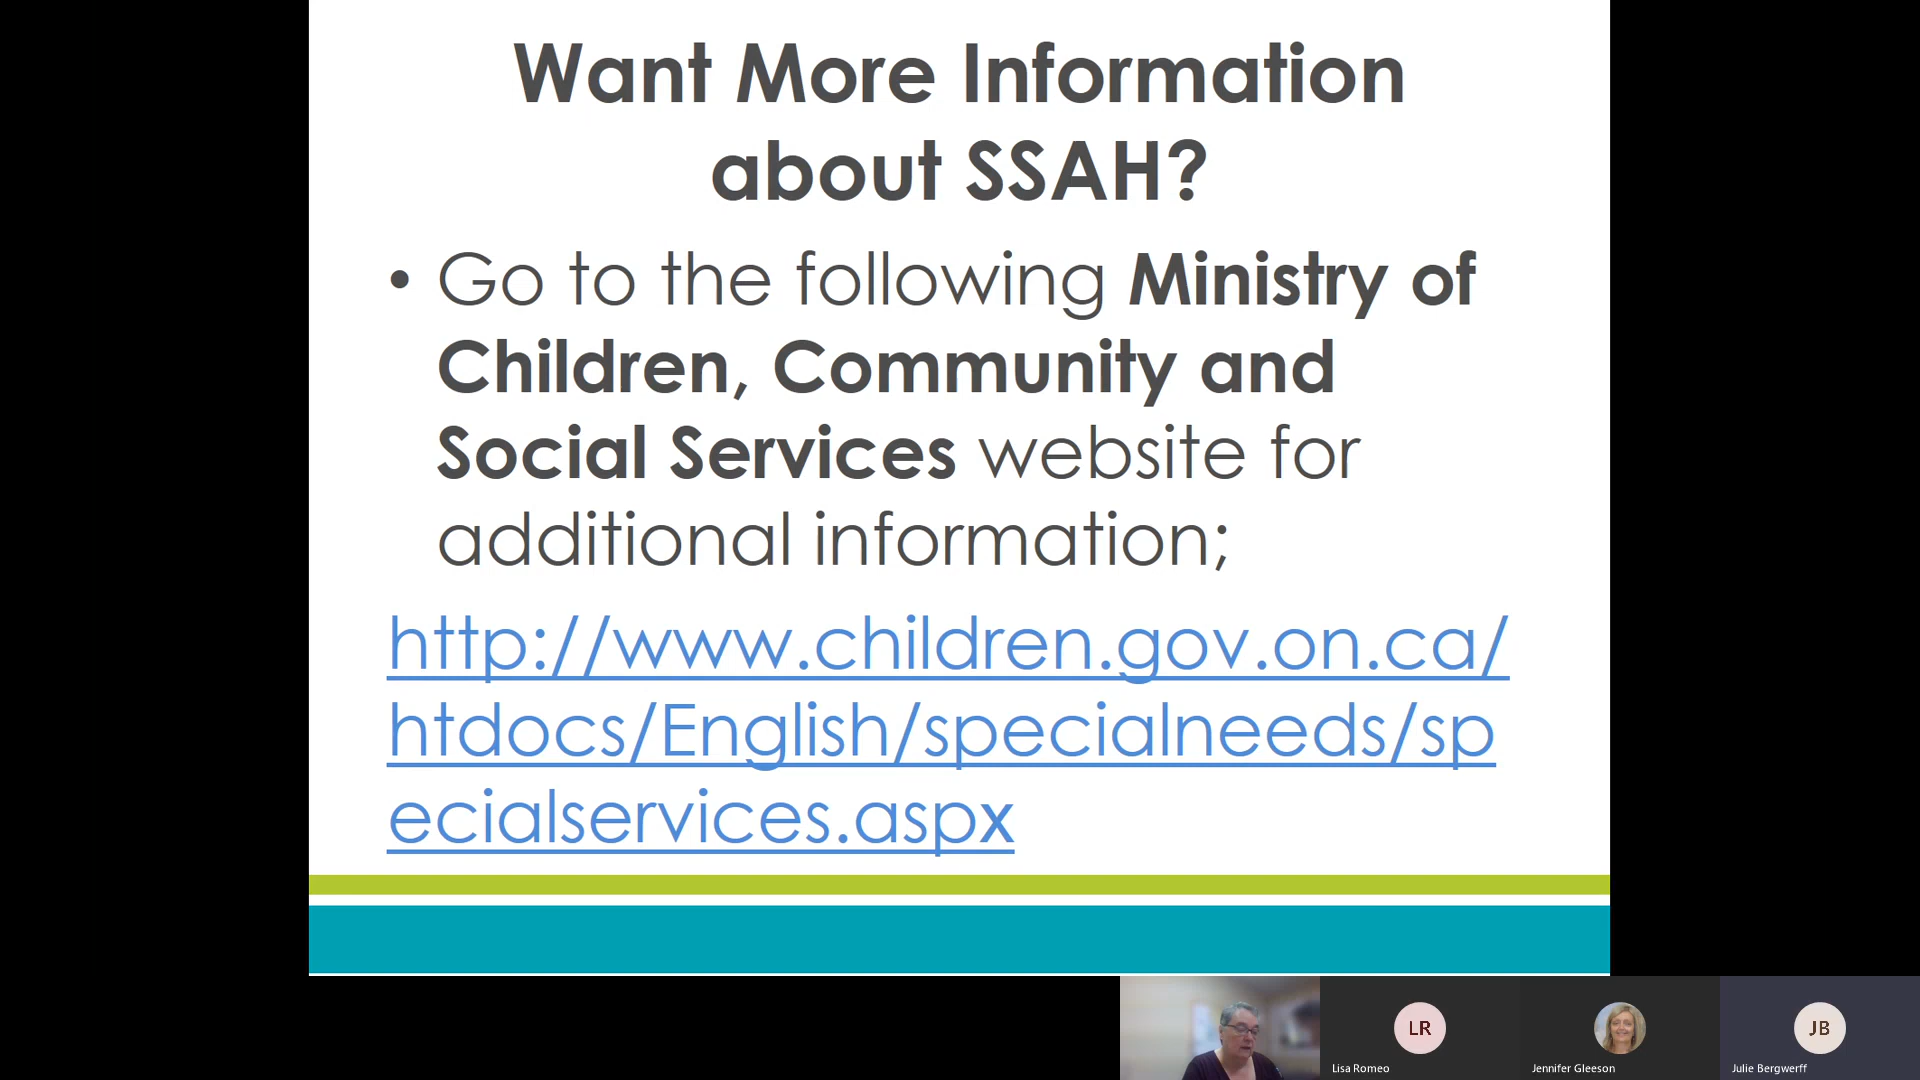 Want More Information
about SSAH?
• Go to the following Ministry of
Children, Community and
Social Services website for
additional information;
http://www.children.gov.on.ca/
htdocs/English/specialneeds/sp
ecialservices.aspx
LR
JB
Lisa Romeo
Jennifer Gleeson
Julie Bergwerff